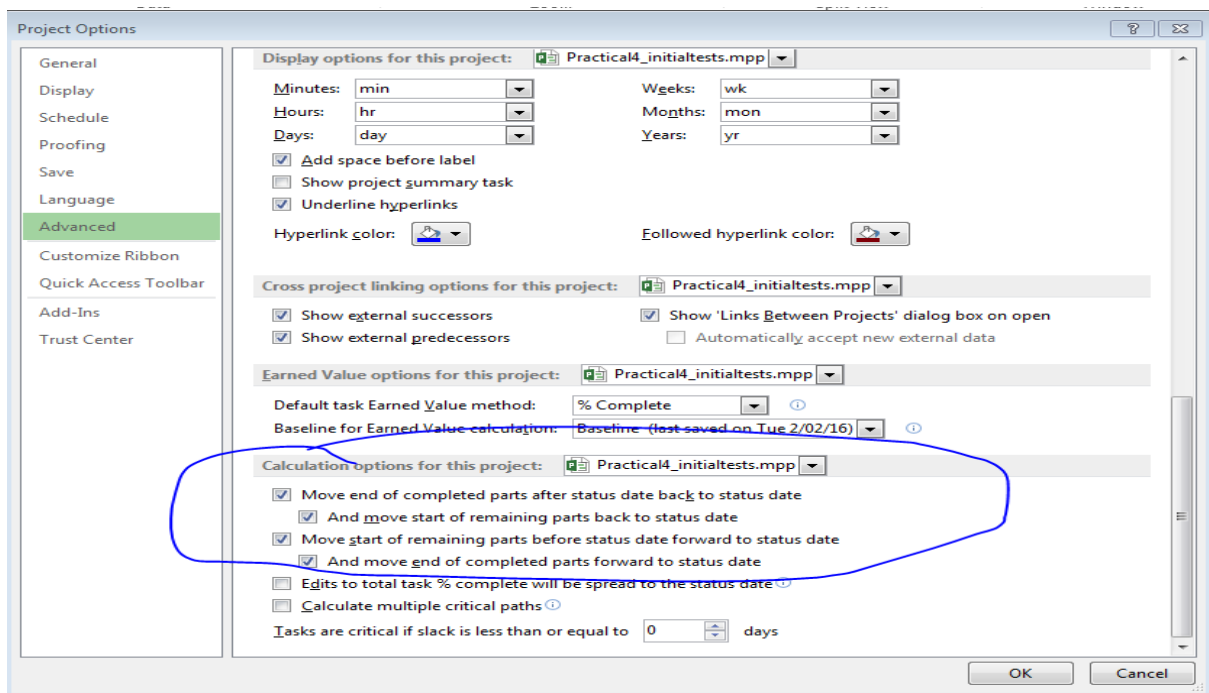 Project Options
General
Display
Schedule
Proofing
Save
Language
Advanced
Customize Ribbon
Quick Access Toolbar
Add-Ins
Trust Center
Display options for this project: Practical4_initialtests.mpp
Minutes: min Weeks: wk
Hours: hr Months: mon
Days: day Years: yr
Add space before label
Show project summary task
Underline hyperlinks
Hyperlink color: Followed hyperlink color:
Cross project linking options for this project: Practical4_initialtests.mpp
Show external successors Show 'Links Between Projects' dialog box on open
Show external predecessors Automatically accept new external data
Earned Value options for this project: Practical4_initialtests.mpp
Default task Earned Value method: % Complete
Baseline for Earned Value calculation: Baseline (last saved on Tue 2/02/16)
Calculation options for this project: Practical4_initialtests.mpp
Move end of completed parts after status date back to status date
And move start of remaining parts back to status date
Move start of remaining parts before status date forward to status date
And move end of completed parts forward to status date
Edits to total task % complete will be spread to the status date
Calculate multiple critical paths
Tasks are critical if slack is less than or equal to 0 days
OK Cancel